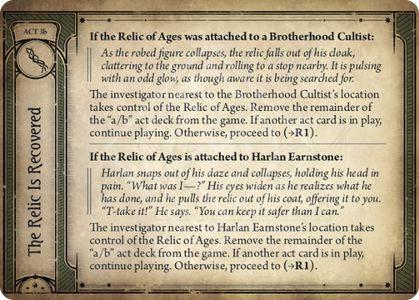 ACT 3b
The Relic Is Recovered
If the Relic of Ages was attached to a Brotherhood Cultist:
As the robed figure collapses, the relic falls out of his cloak,
clattering to the ground and rolling to a stop nearby. It is pulsing
with an odd glow, as though aware it is being searched for.
The investigator nearest to the Brotherhood Cultist's location
takes control of the Relic of Ages. Remove the remainder of
the "a/b" act deck from the game. If another act card is in play,
continue playing. Otherwise, proceed to (→R1).
If the Relic of Ages is attached to Harlan Earnstone:
Harlan snaps out of his daze and collapses, holding his head in
pain. "What was I—?" His eyes widen as he realizes what he
has done, and he pulls the relic out of his coat, offering it to you.
"T-take it!" He says. "You can keep it safer than I can."
The investigator nearest to Harlan Earnstone's location
takes control of the Relic of Ages. Remove the remainder of
the "a/b" act deck from the game. If another act card is in play,
continue playing. Otherwise, proceed to (→R1).